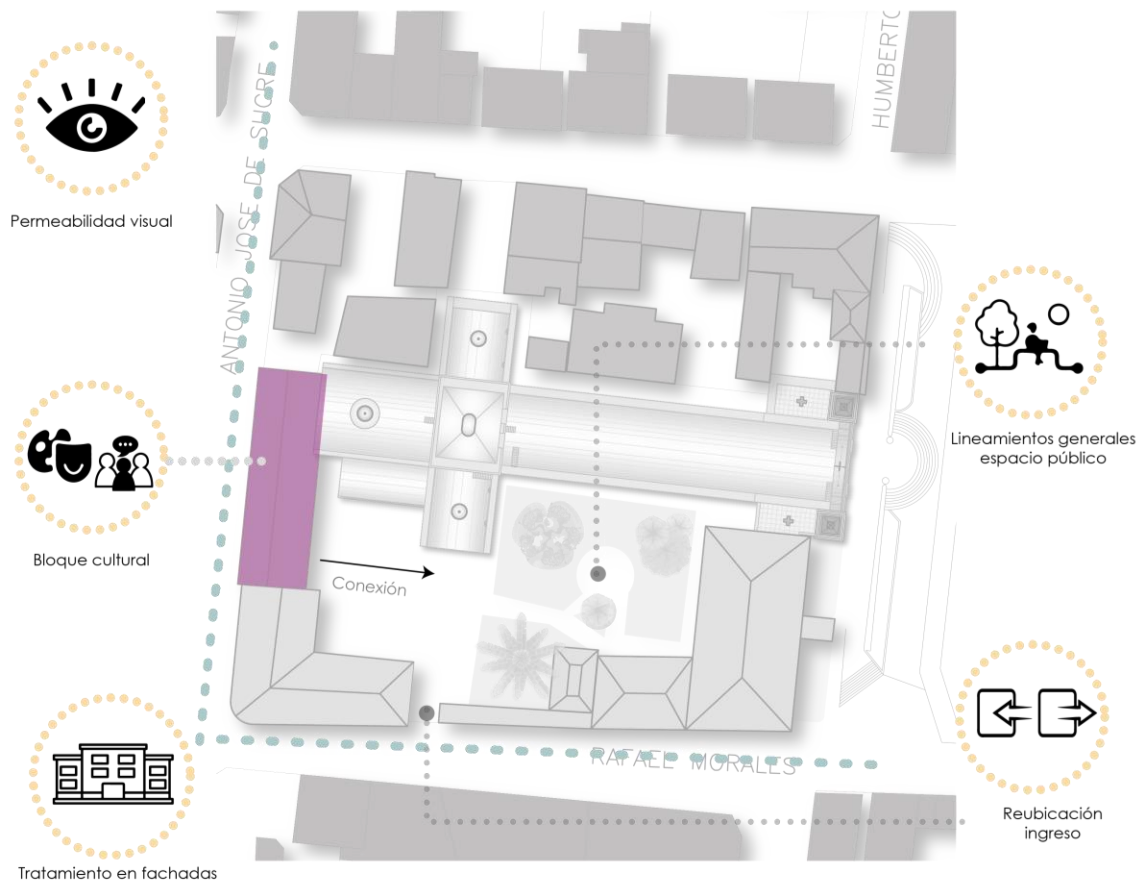 Permeabilidad visual
ANTONIO JOSE DE SUCRE
HUMBERTO
Lineamientos generales
espacio público
Bloque cultural
Conexión
RAFAEL MORALES
Reubicación
ingreso
Tratamiento en fachadas